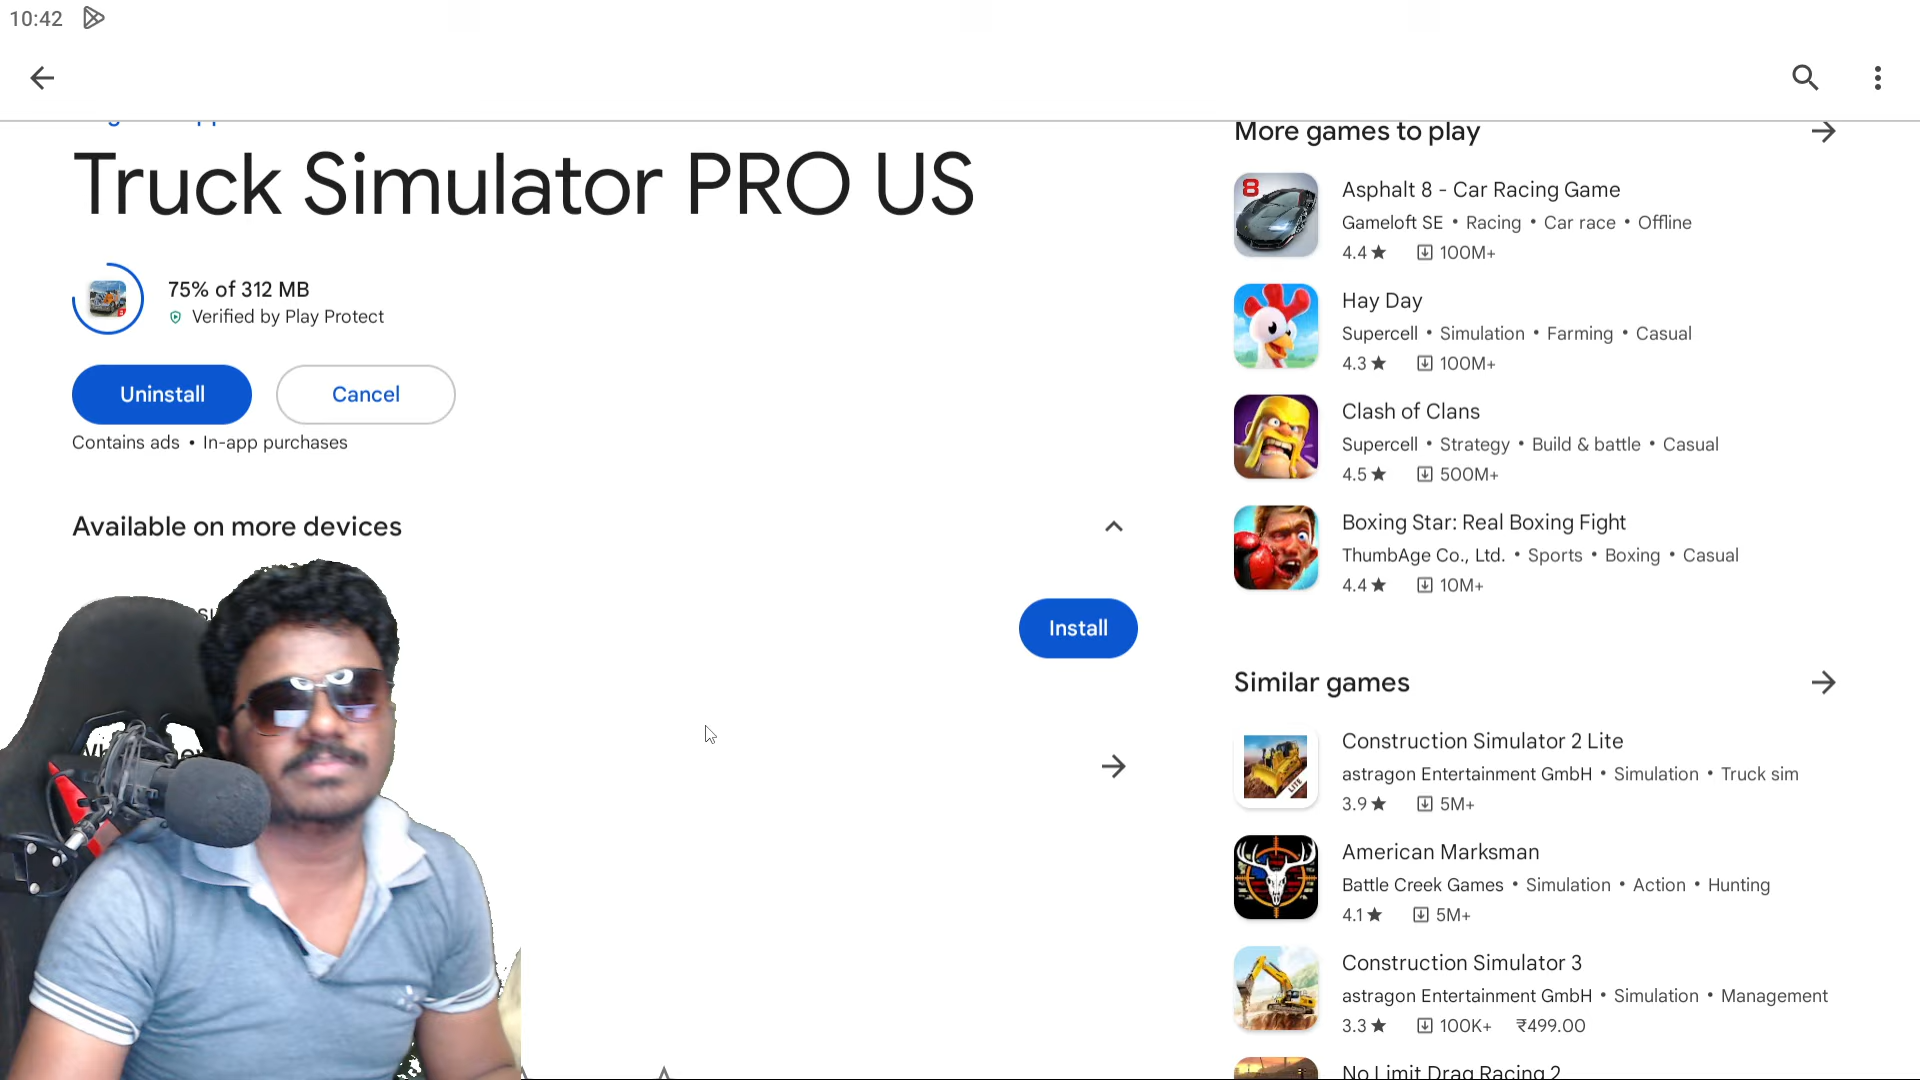 10:42
Truck Simulator PRO US
75% of 312 MB
Verified by Play Protect
Uninstall
Cancel
Contains ads • In-app purchases
Available on more devices
Install
More games to play
8
Asphalt 8 - Car Racing Game
Gameloft SE • Racing • Car race • Offline
4.4★ 100M+
Hay Day
Supercell • Simulation • Farming • Casual
4.3★ 100M+
Clash of Clans
Supercell • Strategy • Build & battle • Casual
4.5★ 500M+
Boxing Star: Real Boxing Fight
ThumbAge Co., Ltd. • Sports • Boxing • Casual
4.4★ 10M+
Similar games
LITE
Construction Simulator 2 Lite
astragon Entertainment GmbH • Simulation • Truck sim
3.9★ 5M+
American Marksman
Battle Creek Games • Simulation • Action • Hunting
4.1★ 5M+
Construction Simulator 3
astragon Entertainment GmbH • Simulation • Management
3.3★ 100K+ ₹499.00
No Limit Drag Racing 2